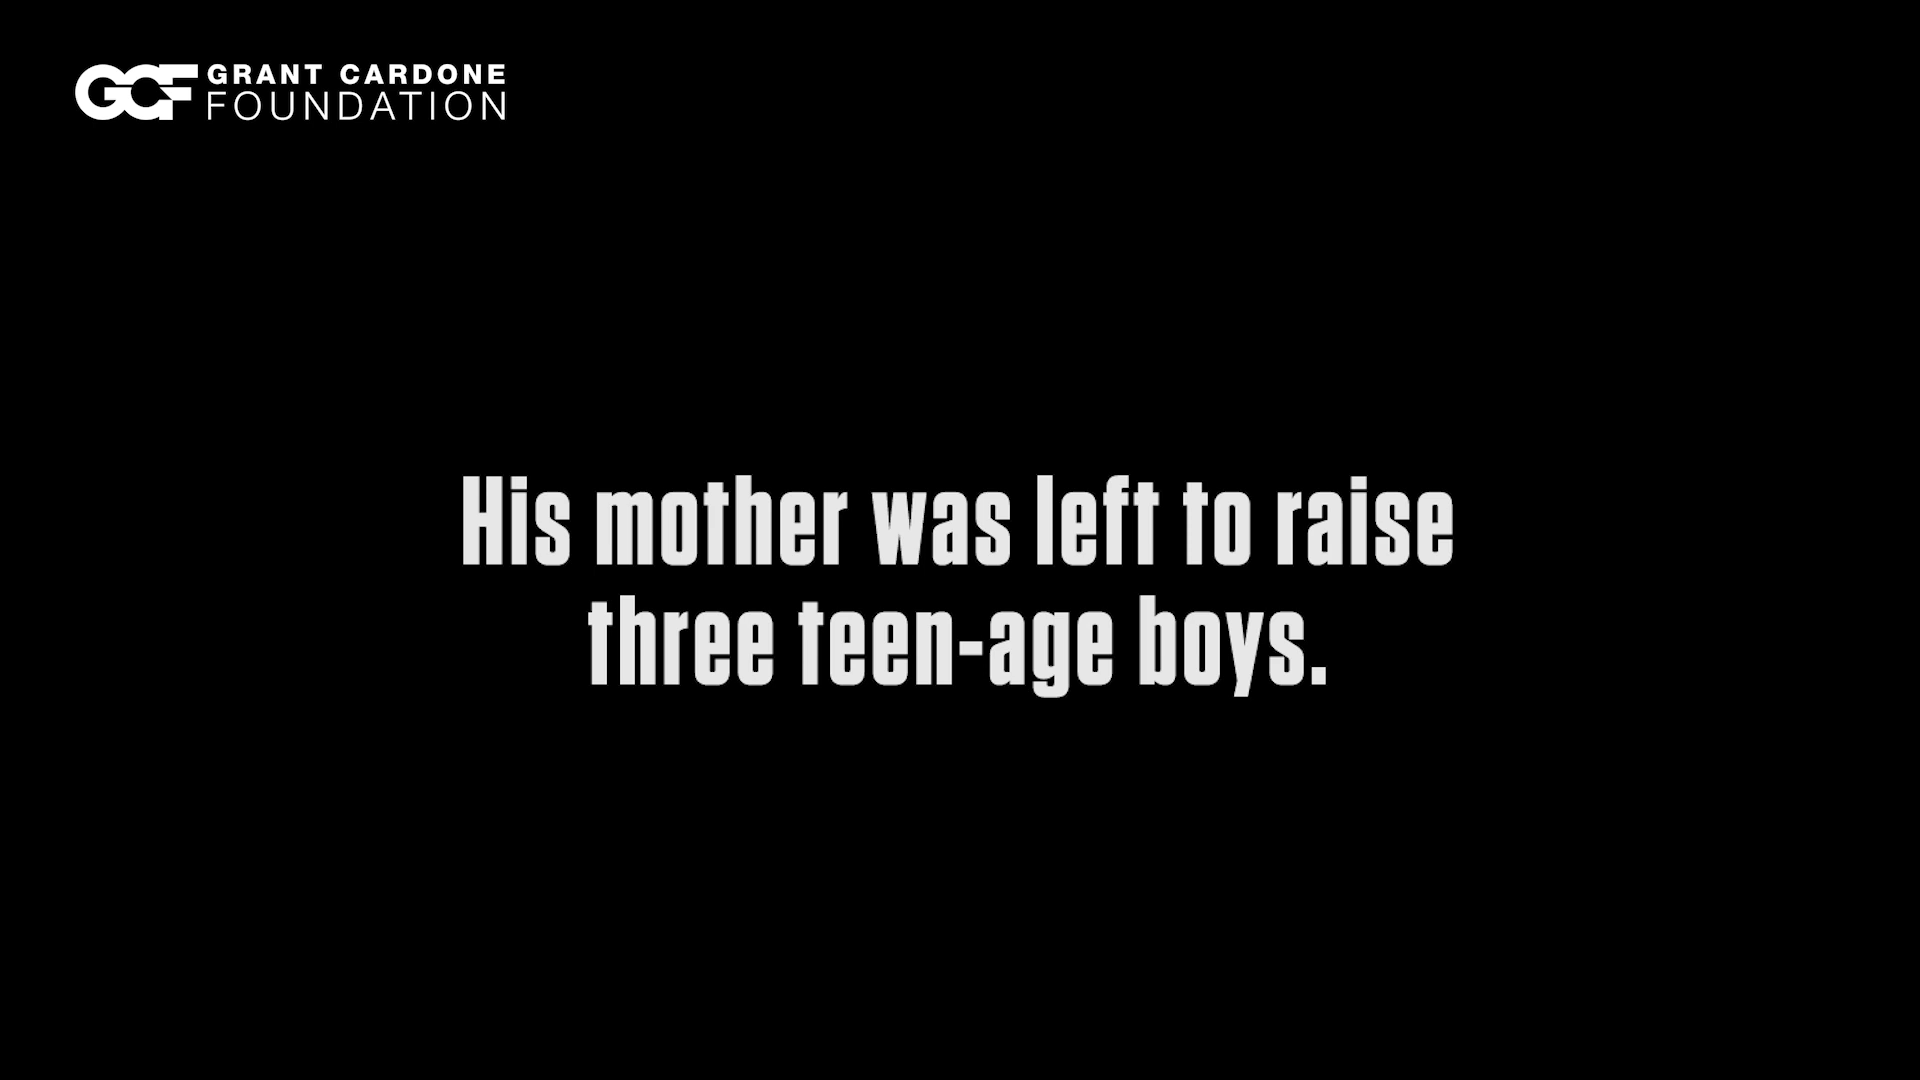 GCF GRANT CARDONE
FOUNDATION
His mother was left to raise
three teen-age boys.